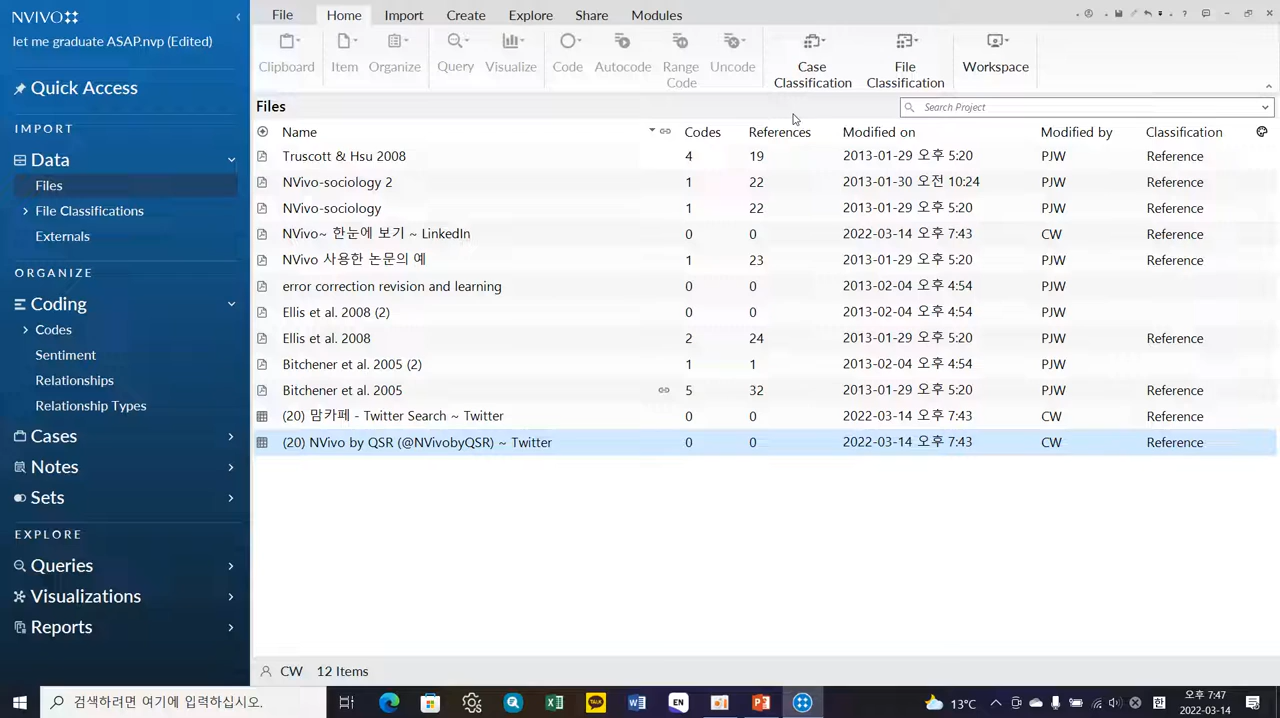 NVIVO
let me graduate ASAP.nvp (Edited)
File Home Import Create Explore Share Modules
Clipboard Item Organize Query Visualize Code Autocode Range Code Uncode Case Classification File Classification Workspace
Quick Access
IMPORT
Data
Files
File Classifications
Externals
ORGANIZE
Coding
Codes
Sentiment
Relationships
Relationship Types
Cases
Notes
Sets
EXPLORE
Queries
Visualizations
Reports
Files
Search Project
Name Codes References Modified on Modified by Classification
Truscott & Hsu 2008 4 19 2013-01-29 오후 5:20 PJW Reference
NVivo-sociology 2 1 22 2013-01-30 오전 10:24 PJW Reference
NVivo-sociology 1 22 2013-01-29 오후 5:20 PJW Reference
NVivo~ 한눈에 보기 ~ LinkedIn 0 0 2022-03-14 오후 7:43 CW Reference
NVivo 사용한 논문의 예 1 23 2013-01-29 오후 5:20 PJW Reference
error correction revision and learning 0 0 2013-02-04 오후 4:54 PJW
Ellis et al. 2008 (2) 0 0 2013-02-04 오후 4:54 PJW
Ellis et al. 2008 2 24 2013-01-29 오후 5:20 PJW Reference
Bitchener et al. 2005 (2) 1 1 2013-02-04 오후 4:54 PJW
Bitchener et al. 2005 5 32 2013-01-29 오후 5:20 PJW Reference
(20) 맘카페 - Twitter Search ~ Twitter 0 0 2022-03-14 오후 7:43 CW Reference
(20) NVivo by QSR (@NVivobyQSR) ~ Twitter 0 0 2022-03-14 오후 7:43 CW Reference
CW 12 Items
검색하려면 여기에 입력하십시오.
TALK
EN
13°C
한
오후 7:47
2022-03-14